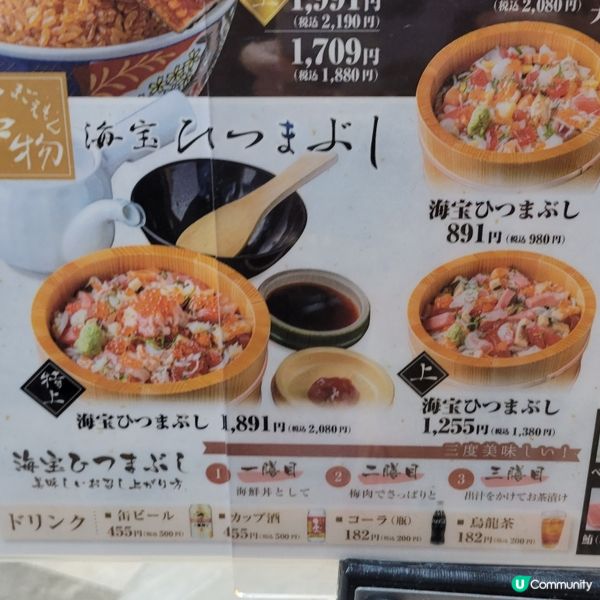 上
1,991円
(税込 2,190円)
1,709円
(税込 1,880円)
(税込 2,080円)
名物
海宝ひつまぶし
海宝ひつまぶし
891円(税込 980円)
特上
海宝ひつまぶし 1,891円(税込 2,080円)
上
海宝ひつまぶし
1,255円(税込 1,380円)
三度美味しい!
海宝ひつまぶし
美味しいお召し上がり方
1 一膳目
海鮮丼として
2 二膳目
梅肉でさっぱりと
3 三膳目
出汁をかけてお茶漬け
ドリンク
■缶ビール
455円(税込 500円)
■カップ酒
455円(税込 500円)
■コーラ(瓶)
182円(税込 200円)
■烏龍茶
182円(税込 200円)
U Community